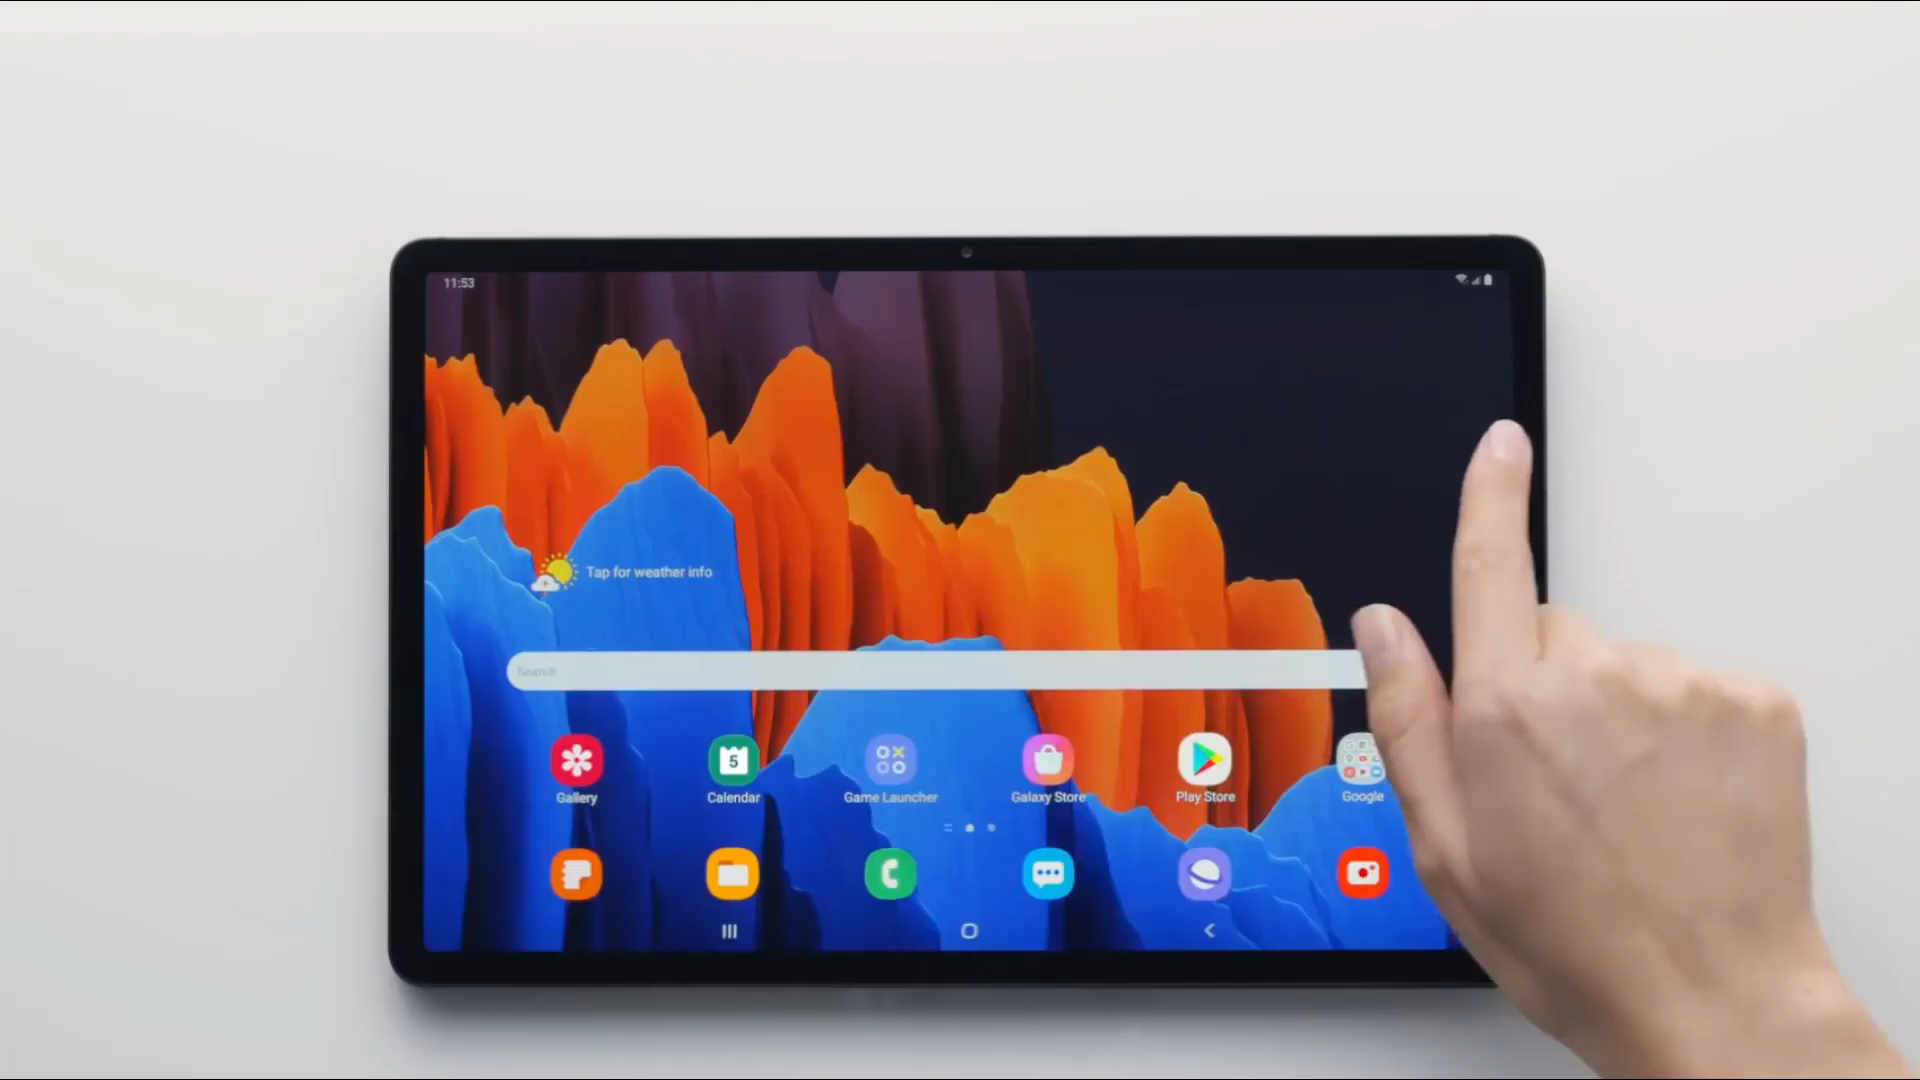 11:53
Tap for weather info
Search
Gallery
Calendar
Game Launcher
Galaxy Store
Play Store
Google
5